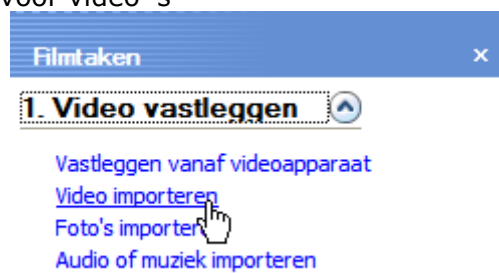 voor video´s
Filmtaken
1. Video vastleggen
Vastleggen vanaf videoapparaat
Video importeren
Foto's importeren
Audio of muziek importeren